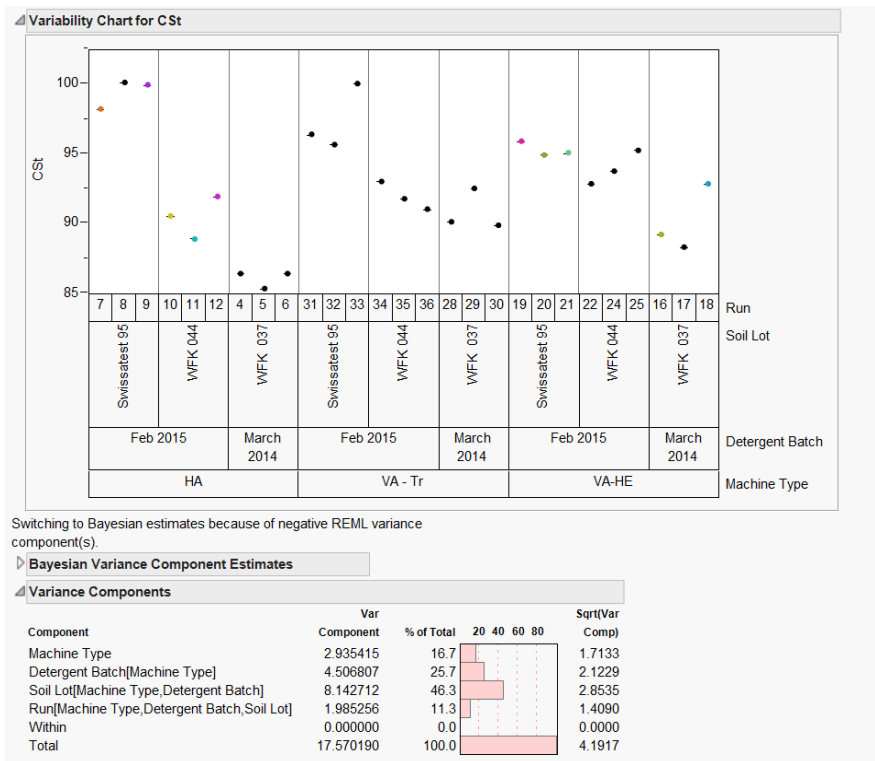 Variability Chart for CSt
100
95
90
85
CSt
7 8 9 10 11 12 4 5 6 31 32 33 34 35 36 28 29 30 19 20 21 22 24 25 16 17 18 Run
Swissatest 95 WFK 044 WFK 037 Swissatest 95 WFK 044 WFK 037 Swissatest 95 WFK 044 WFK 037 Soil Lot
Feb 2015 March 2014 Feb 2015 March 2014 Feb 2015 March 2014 Detergent Batch
HA VA - Tr VA-HE Machine Type
Switching to Bayesian estimates because of negative REML variance
component(s).
Bayesian Variance Component Estimates
Variance Components
Var Sqrt(Var
Component Component % of Total 20 40 60 80 Comp)
Machine Type 2.935415 16.7 1.7133
Detergent Batch[Machine Type] 4.506807 25.7 2.1229
Soil Lot[Machine Type,Detergent Batch] 8.142712 46.3 2.8535
Run[Machine Type,Detergent Batch,Soil Lot] 1.985256 11.3 1.4090
Within 0.000000 0.0 0.0000
Total 17.570190 100.0 4.1917